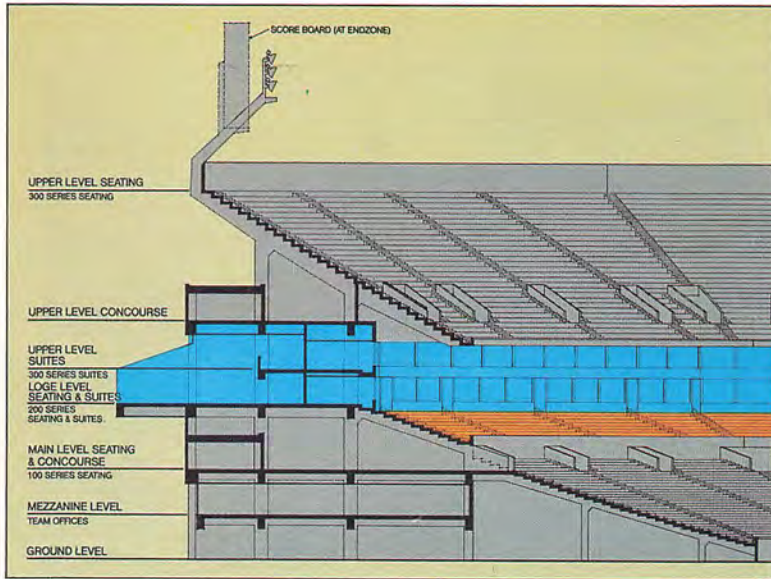 SCORE BOARD (AT ENDZONE)
UPPER LEVEL SEATING
300 SERIES SEATING
UPPER LEVEL CONCOURSE
UPPER LEVEL
SUITES
300 SERIES SUITES
LOGE LEVEL
SEATING & SUITES
200 SERIES
SEATING & SUITES.
MAIN LEVEL SEATING
& CONCOURSE
100 SERIES SEATING
MEZZANINE LEVEL
TEAM OFFICES
GROUND LEVEL